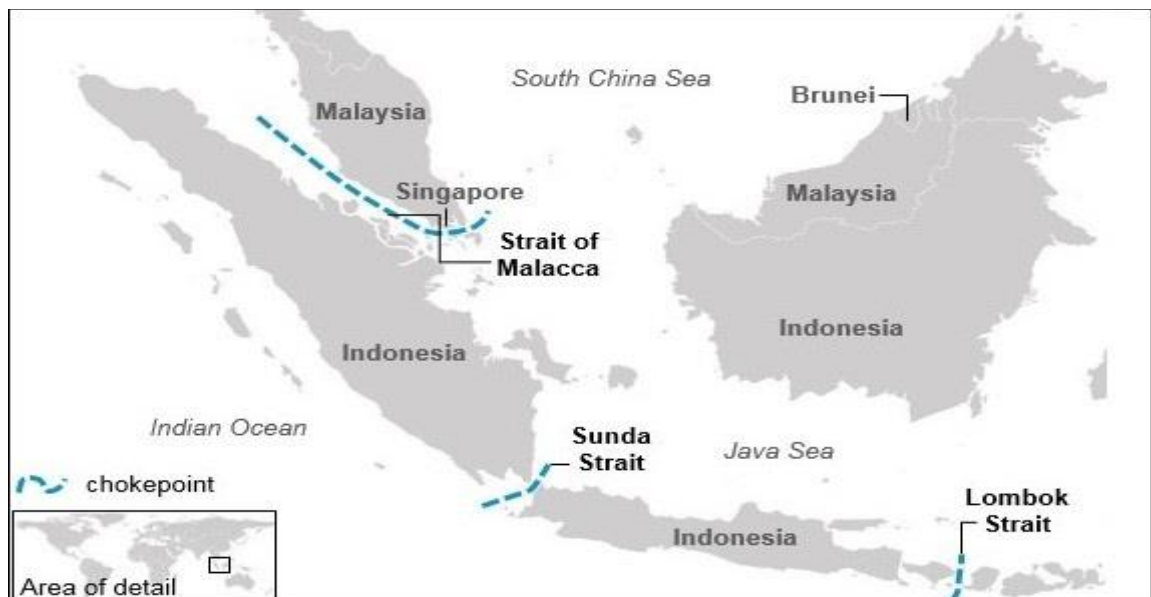 South China Sea
Brunei
Malaysia
Malaysia
Singapore
Strait of
Malacca
Indonesia
Indonesia
Indian Ocean
Sunda
Strait
Java Sea
chokepoint
Lombok
Strait
Indonesia
Area of detail